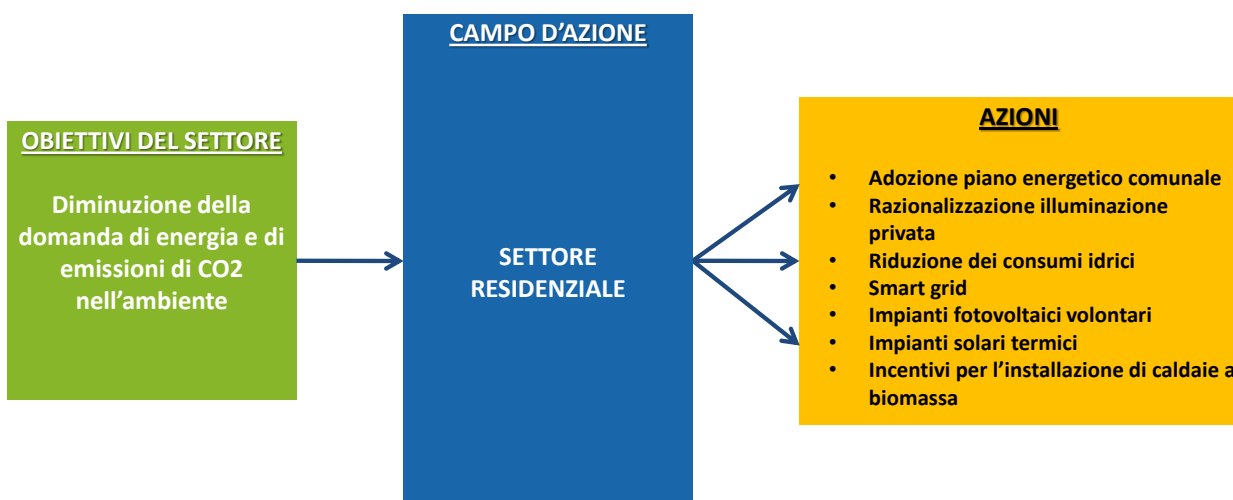 OBIETTIVI DEL SETTORE
Diminuzione della
domanda di energia e di
emissioni di CO2
nell’ambiente
CAMPO D’AZIONE
SETTORE
RESIDENZIALE
AZIONI
• Adozione piano energetico comunale
• Razionalizzazione illuminazione
privata
• Riduzione dei consumi idrici
• Smart grid
• Impianti fotovoltaici volontari
• Impianti solari termici
• Incentivi per l’installazione di caldaie a
biomassa